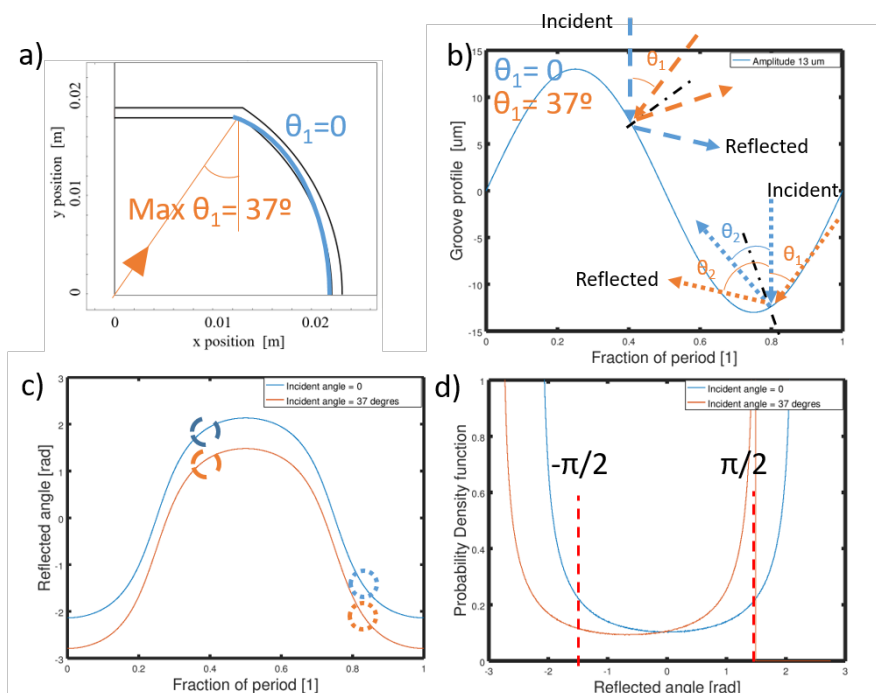 a)
θ₁=0
Max θ₁= 37º
y position [m]
0.02
0.01
0
0
0.01
0.02
x position [m]
b)
Incident
θ₁
θ₁= 0
θ₁= 37º
Amplitude 13 um
Reflected
Incident
θ₂
θ₁
θ₂
Reflected
Groove profile [um]
15
10
5
0
-5
-10
-15
0
0.2
0.4
0.6
0.8
1
Fraction of period [1]
c)
Incident angle = 0
Incident angle = 37 degres
Reflected angle [rad]
3
2
1
0
-1
-2
-3
0
0.2
0.4
0.6
0.8
1
Fraction of period [1]
d)
Incident angle = 0
Incident angle = 37 degres
-π/2
π/2
Probability Density function
1
0.8
0.6
0.4
0.2
0
-3
-2
-1
0
1
2
3
Reflected angle [rad]